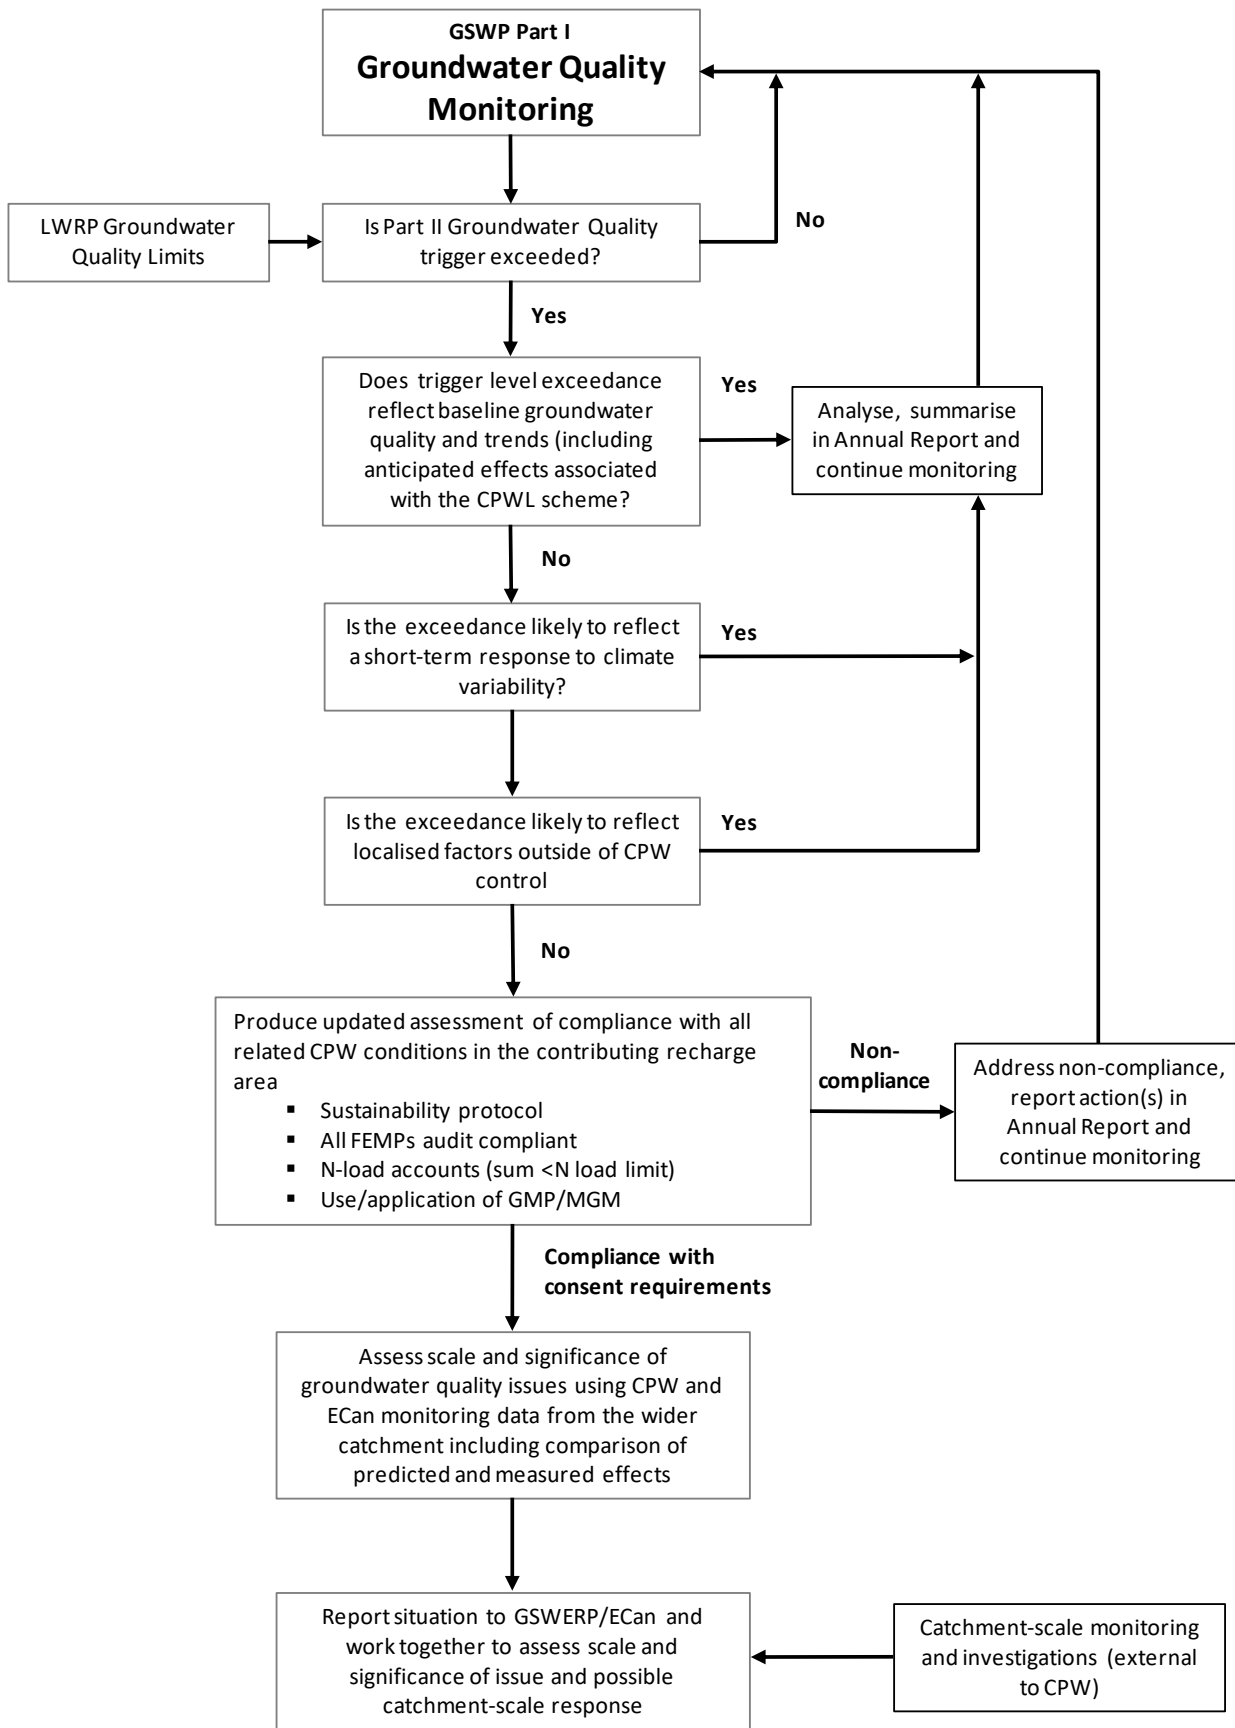 GSWP Part I
Groundwater Quality
Monitoring
LWRP Groundwater
Quality Limits
Is Part II Groundwater Quality
trigger exceeded?
No
Yes
Does trigger level exceedance
reflect baseline groundwater
quality and trends (including
anticipated effects associated
with the CPWL scheme?
Yes
Analyse, summarise
in Annual Report and
continue monitoring
No
Is the exceedance likely to reflect
a short-term response to climate
variability?
Yes
Is the exceedance likely to reflect
localised factors outside of CPW
control
Yes
No
Produce updated assessment of compliance with all
related CPW conditions in the contributing recharge
area
▪ Sustainability protocol
▪ All FEMPs audit compliant
▪ N-load accounts (sum <N load limit)
▪ Use/application of GMP/MGM
Non-
compliance
Address non-compliance,
report action(s) in
Annual Report and
continue monitoring
Compliance with
consent requirements
Assess scale and significance of
groundwater quality issues using CPW and
ECan monitoring data from the wider
catchment including comparison of
predicted and measured effects
Report situation to GSWERP/ECan and
work together to assess scale and
significance of issue and possible
catchment-scale response
Catchment-scale monitoring
and investigations (external
to CPW)